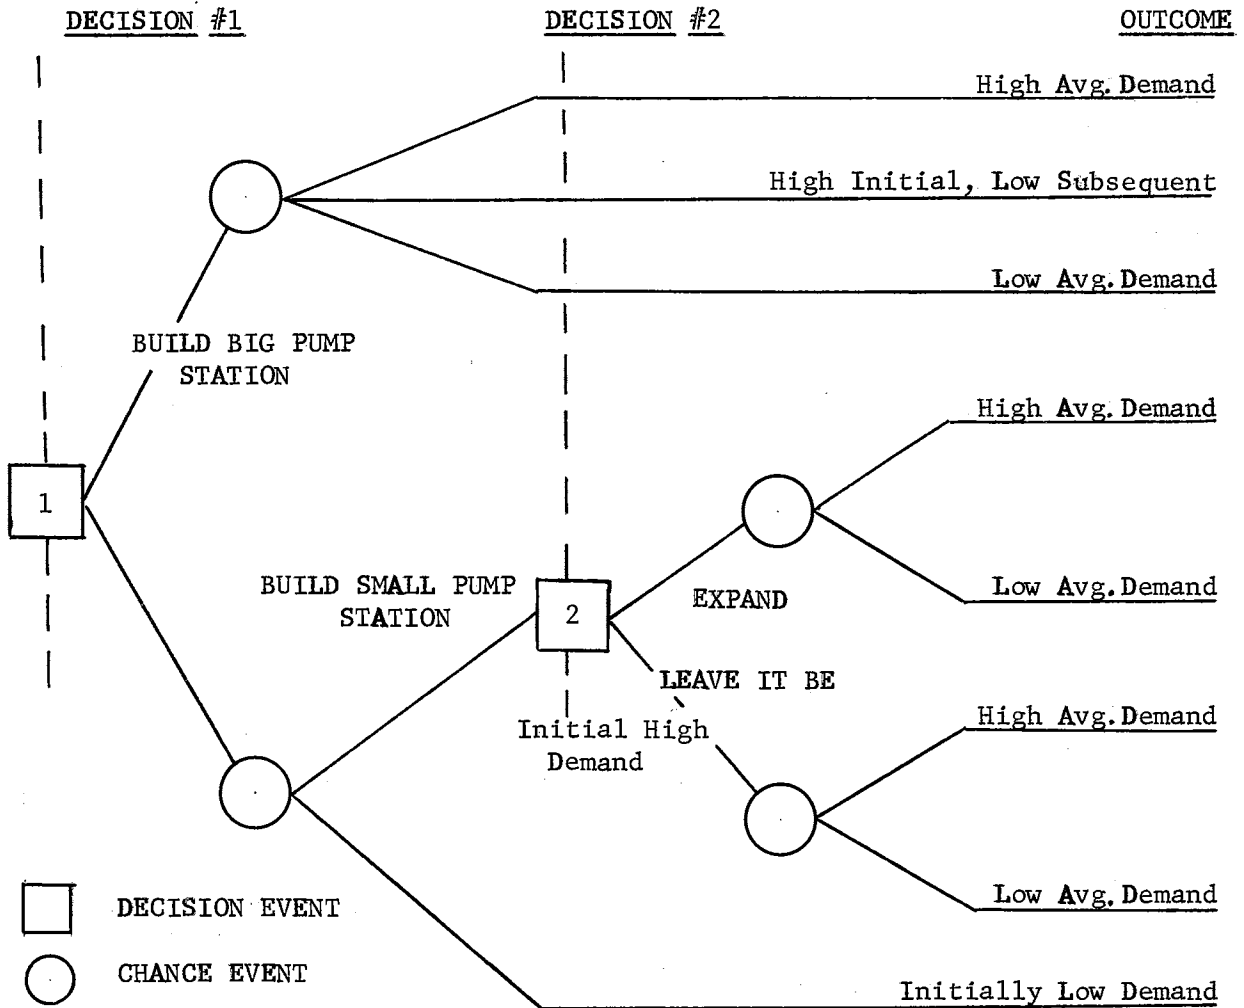 DECISION #1
DECISION #2
OUTCOME
High Avg. Demand
High Initial, Low Subsequent
Low Avg. Demand
BUILD BIG PUMP
STATION
High Avg. Demand
1
BUILD SMALL PUMP
STATION
2
EXPAND
Low Avg. Demand
LEAVE IT BE
Initial High
Demand
High Avg. Demand
Low Avg. Demand
DECISION EVENT
CHANCE EVENT
Initially Low Demand